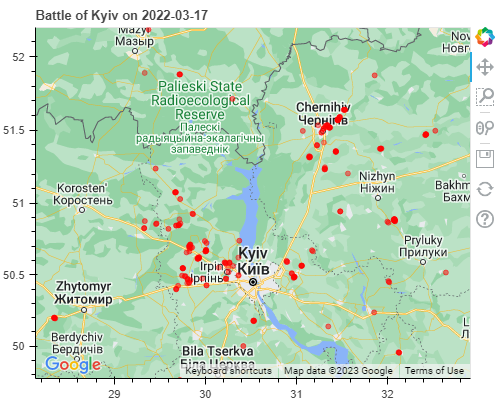 Battle of Kyiv on 2022-03-17
52
51.5
51
50.5
50
29
30
31
32
Mazyr
Мазыр
Nov
Новг
Palieski State
Radioecological
Reserve
Палескі
радыяцыйна-экалагічны
запаведнік
Chernihiv
Чернігів
Korosten'
Коростень
Nizhyn
Ніжин
Bakhm
Бахм
Kyiv
Київ
Pryluky
Прилуки
Irpin
Ірпінь
Zhytomyr
Житомир
Berdychiv
Бердичів
Bila Tserkva
Біла Церква
L
Google
Keyboard shortcuts
Map data ©2023 Google
Terms of Use